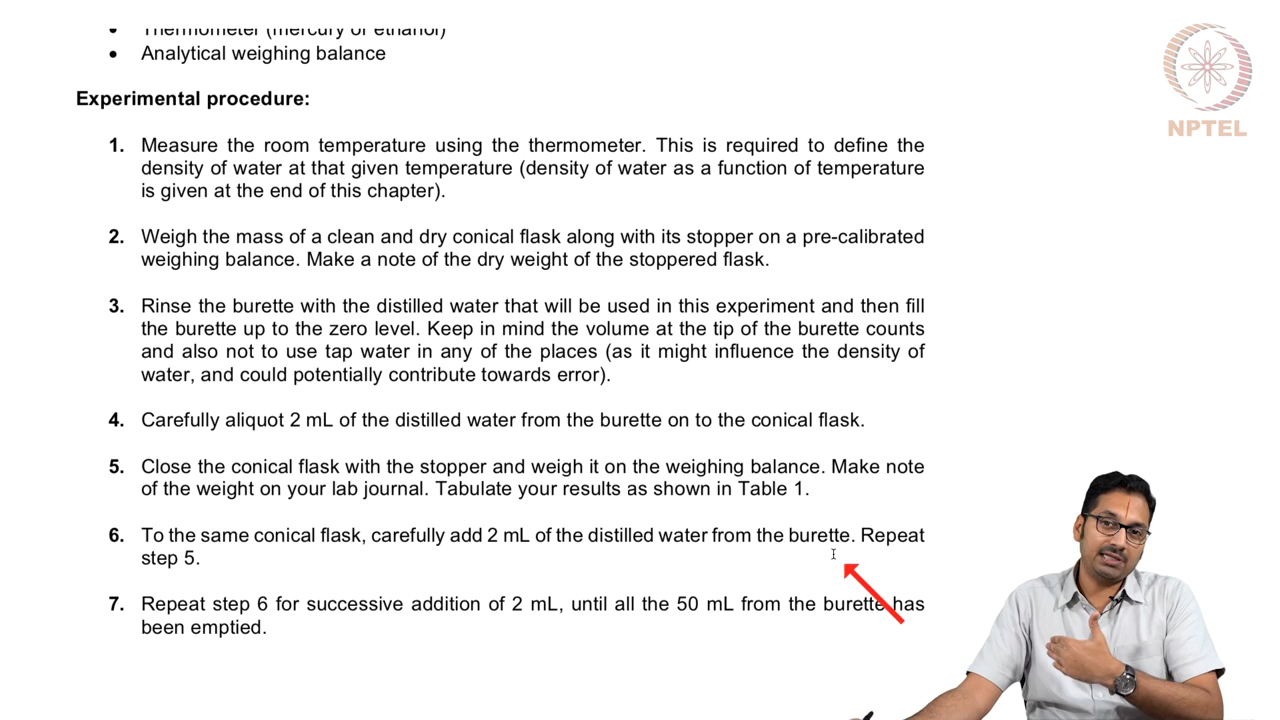 • Thermometer (mercury or ethanol)
• Analytical weighing balance
Experimental procedure:
1. Measure the room temperature using the thermometer. This is required to define the
density of water at that given temperature (density of water as a function of temperature
is given at the end of this chapter).
2. Weigh the mass of a clean and dry conical flask along with its stopper on a pre-calibrated
weighing balance. Make a note of the dry weight of the stoppered flask.
3. Rinse the burette with the distilled water that will be used in this experiment and then fill
the burette up to the zero level. Keep in mind the volume at the tip of the burette counts
and also not to use tap water in any of the places (as it might influence the density of
water, and could potentially contribute towards error).
4. Carefully aliquot 2 mL of the distilled water from the burette on to the conical flask.
5. Close the conical flask with the stopper and weigh it on the weighing balance. Make note
of the weight on your lab journal. Tabulate your results as shown in Table 1.
6. To the same conical flask, carefully add 2 mL of the distilled water from the burette. Repeat
step 5.
7. Repeat step 6 for successive addition of 2 mL, until all the 50 mL from the burette has
been emptied.
NPTEL